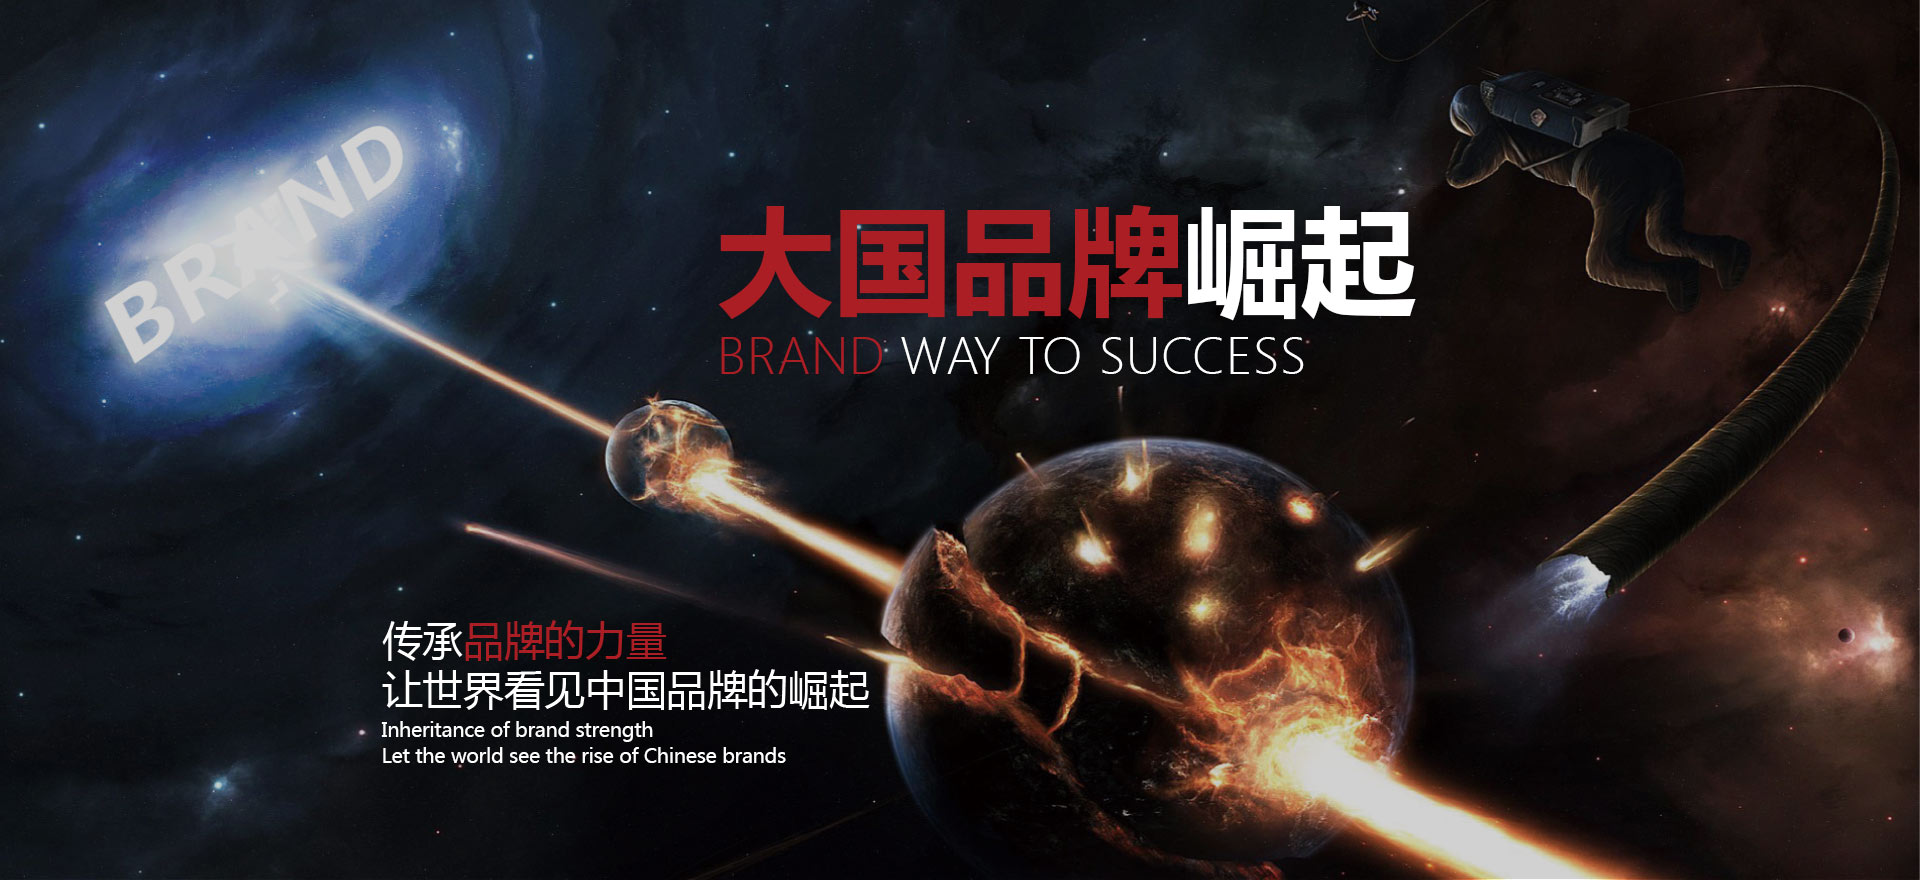 BRAND
大国品牌崛起
BRAND WAY TO SUCCESS
传承品牌的力量
让世界看见中国品牌的崛起
Inheritance of brand strength
Let the world see the rise of Chinese brands